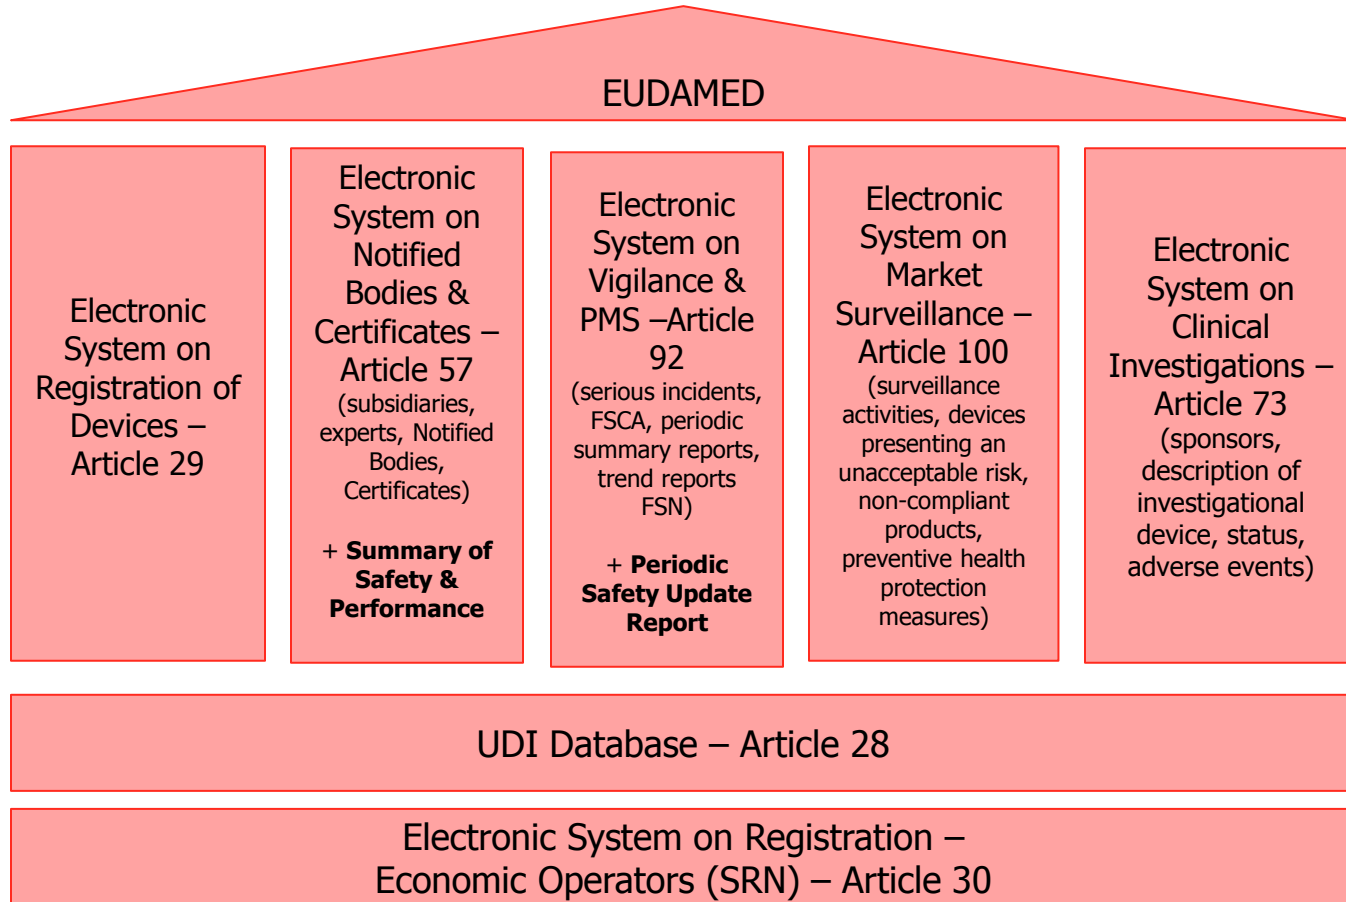 EUDAMED
Electronic
System on
Registration of
Devices –
Article 29
Electronic
System on
Notified
Bodies &
Certificates –
Article 57
(subsidiaries,
experts, Notified
Bodies,
Certificates)
+ Summary of
Safety &
Performance
Electronic
System on
Vigilance &
PMS –Article
92
(serious incidents,
FSCA, periodic
summary reports,
trend reports
FSN)
+ Periodic
Safety Update
Report
Electronic
System on
Market
Surveillance –
Article 100
(surveillance
activities, devices
presenting an
unacceptable risk,
non-compliant
products,
preventive health
protection
measures)
Electronic
System on
Clinical
Investigations –
Article 73
(sponsors,
description of
investigational
device, status,
adverse events)
UDI Database – Article 28
Electronic System on Registration –
Economic Operators (SRN) – Article 30